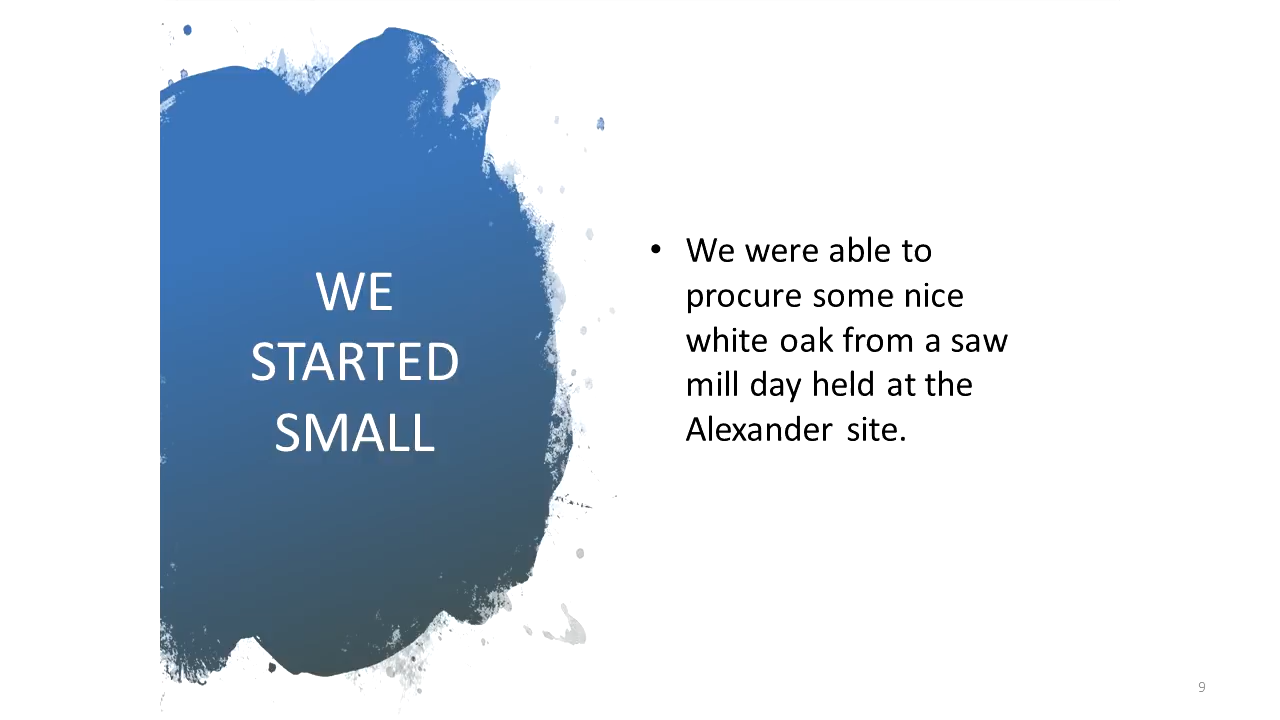 WE
STARTED
SMALL
• We were able to
procure some nice
white oak from a saw
mill day held at the
Alexander site.
9